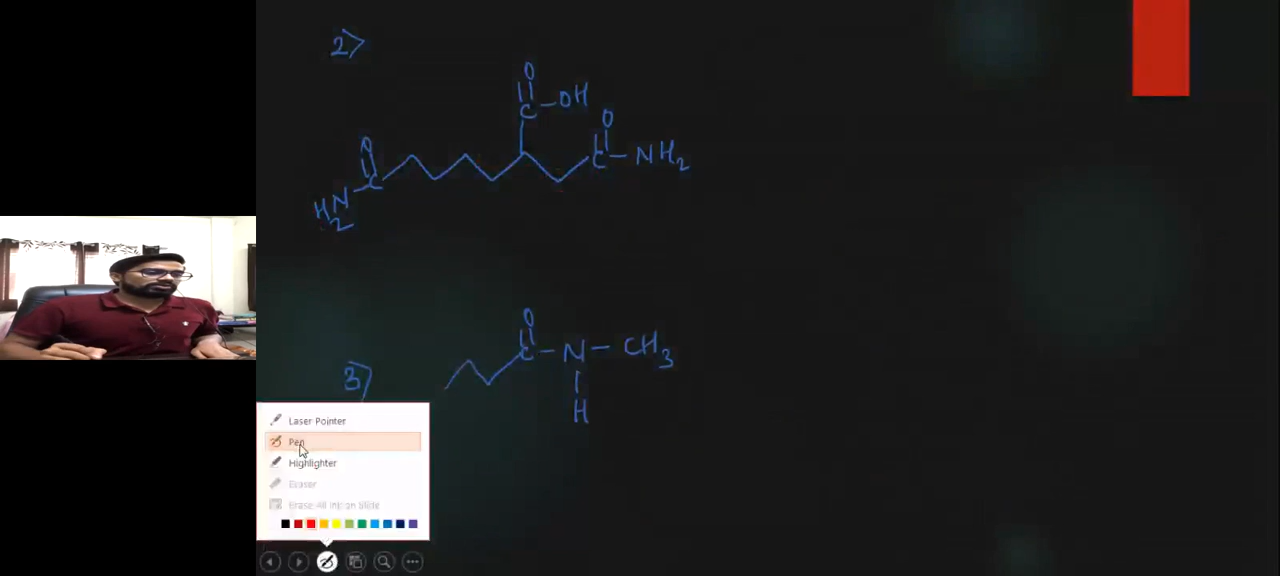 2>
O
C-OH
O
C-NH2
O
C
H2N
O
C-N-CH3
H
3)
Laser Pointer
Pen
Highlighter
Eraser
Erase All Ink on Slide